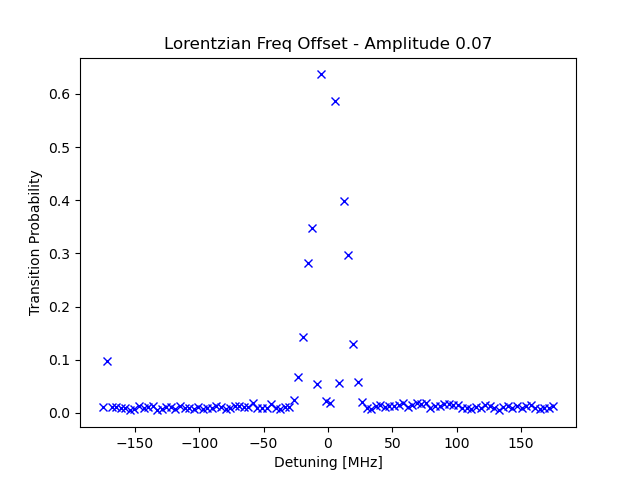 Lorentzian Freq Offset - Amplitude 0.07
Transition Probability
0.6
0.5
0.4
0.3
0.2
0.1
0.0
−150 −100 −50 0 50 100 150
Detuning [MHz]